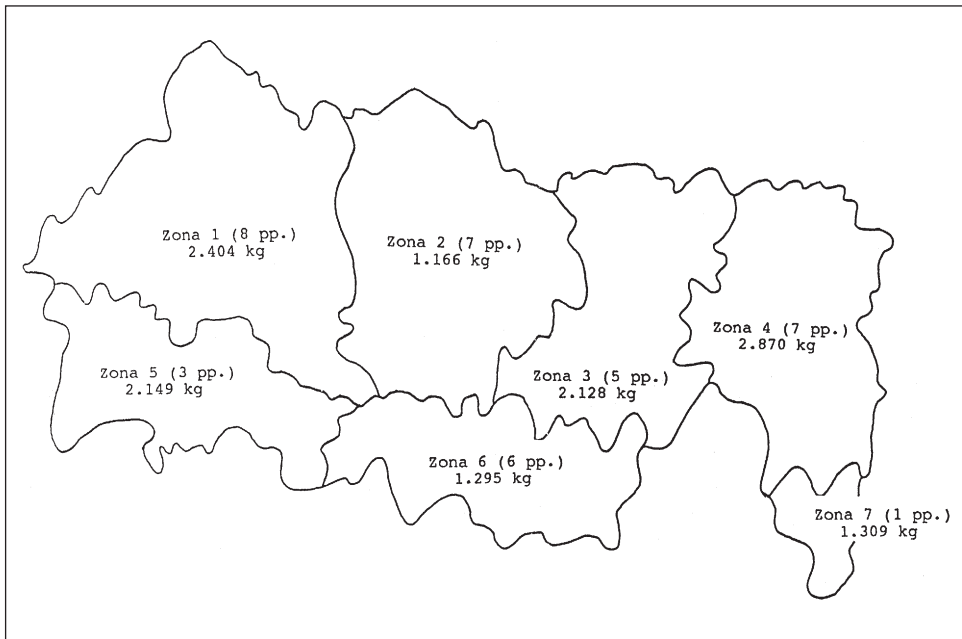 Zona 1 (8 pp.)
2.404 kg
Zona 2 (7 pp.)
1.166 kg
Zona 4 (7 pp.)
2.870 kg
Zona 5 (3 pp.)
2.149 kg
Zona 3 (5 pp.)
2.128 kg
Zona 6 (6 pp.)
1.295 kg
Zona 7 (1 pp.)
1.309 kg